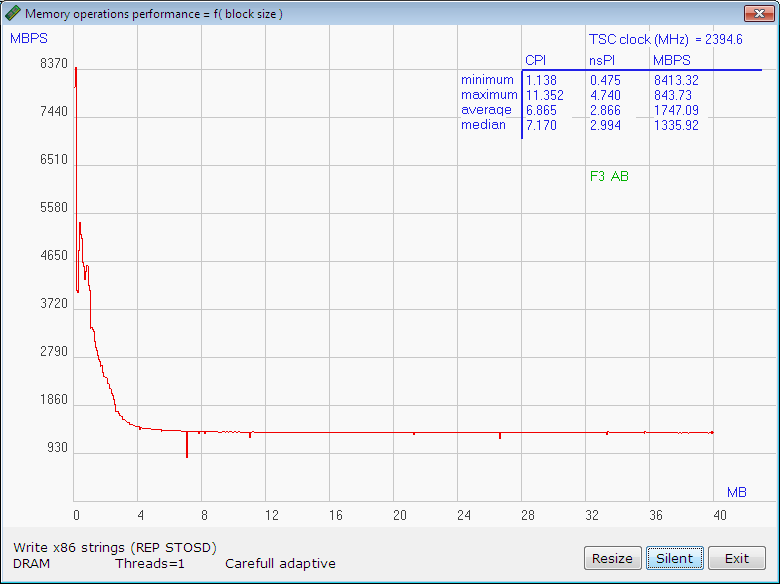 Memory operations performance = f( block size )
MBPS
TSC clock (MHz) = 2394.6
CPI nsPI MBPS
minimum 1.138 0.475 8413.32
maximum 11.352 4.740 843.73
average 6.865 2.866 1747.09
median 7.170 2.994 1335.92
F3 AB
8370
7440
6510
5580
4650
3720
2790
1860
930
MB
0 4 8 12 16 20 24 28 32 36 40
Write x86 strings (REP STOSD)
DRAM Threads=1 Carefull adaptive
Resize Silent Exit